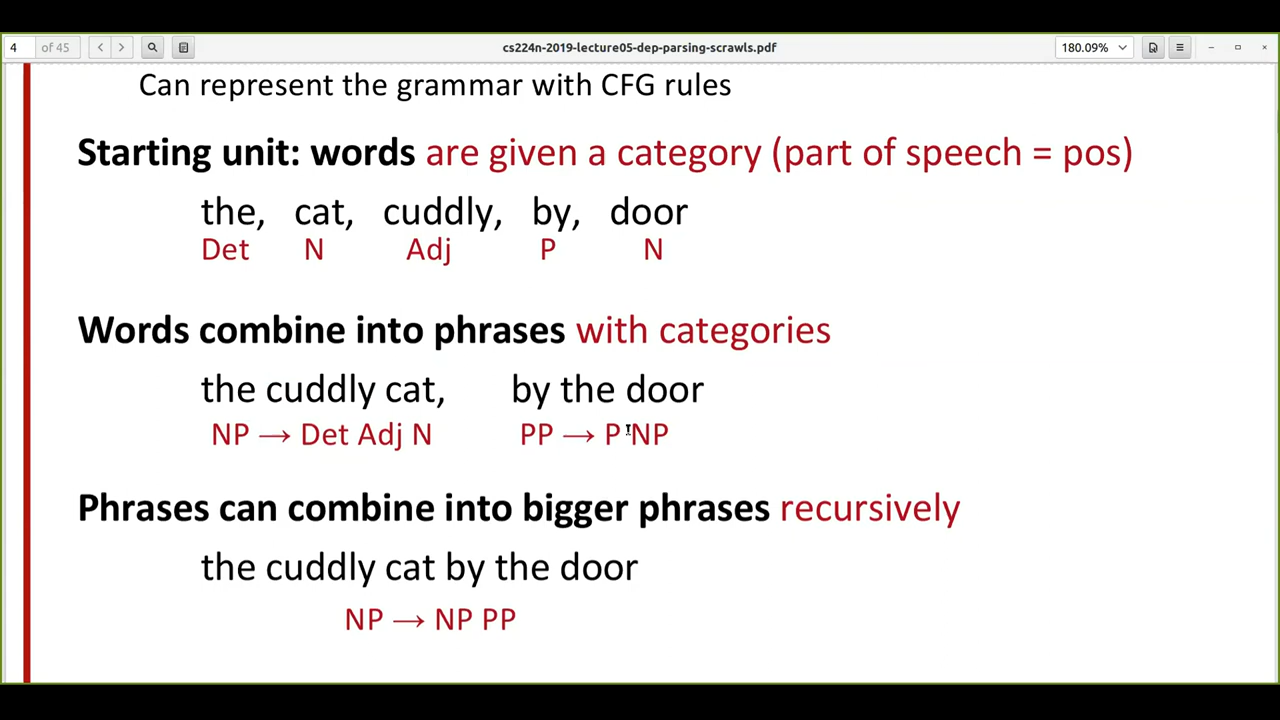 4 of 45
cs224n-2019-lecture05-dep-parsing-scrawls.pdf
180.09%
Can represent the grammar with CFG rules
Starting unit: words are given a category (part of speech = pos)
the, cat, cuddly, by, door
Det N Adj P N
Words combine into phrases with categories
the cuddly cat, by the door
NP → Det Adj N PP → P NP
Phrases can combine into bigger phrases recursively
the cuddly cat by the door
NP → NP PP